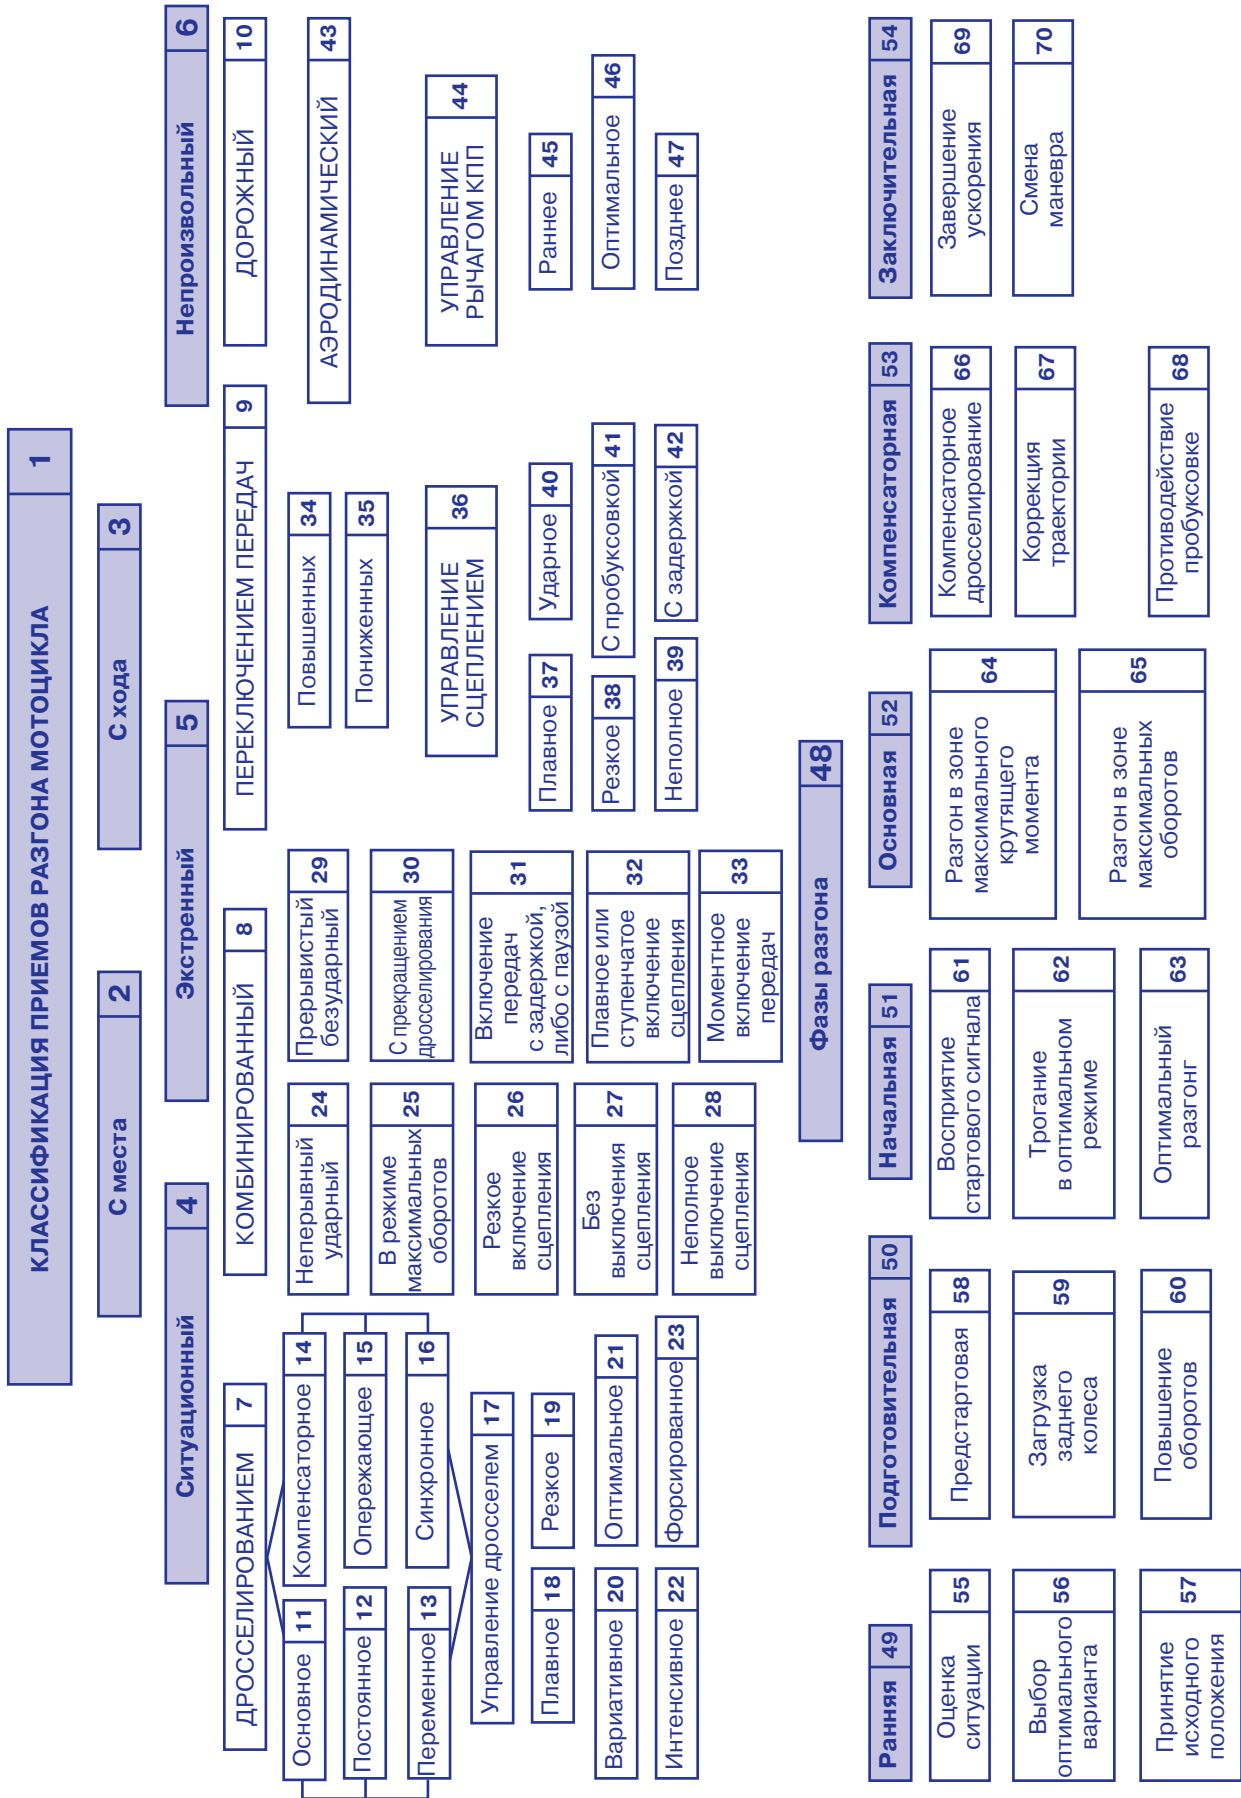 КЛАССИФИКАЦИЯ ПРИЕМОВ РАЗГОНА МОТОЦИКЛА 1
С места 2
С хода 3
Ситуационный 4
Экстренный 5
Непроизвольный 6
ДРОССЕЛИРОВАНИЕМ 7
КОМБИНИРОВАННЫЙ 8
ПЕРЕКЛЮЧЕНИЕМ ПЕРЕДАЧ 9
ДОРОЖНЫЙ 10
Основное 11
Постоянное 12
Переменное 13
Компенсаторное 14
Опережающее 15
Синхронное 16
Управление дросселем 17
Плавное 18
Резкое 19
Вариативное 20
Оптимальное 21
Интенсивное 22
Форсированное 23
Неперывный
ударный
24
В режиме
максимальных
оборотов
25
Резкое
включение
сцепления
26
Без
выключения
сцепления
27
Неполное
выключение
сцепления
28
Прерывистый
безударный
29
С прекращением
дросселирования
30
Включение
передач
с задержкой,
либо с паузой
31
Плавное или
ступенчатое
включение
сцепления
32
Моментное
включение
передач
33
Повышенных 34
Пониженных 35
УПРАВЛЕНИЕ
СЦЕПЛЕНИЕМ
36
Плавное 37
Резкое 38
Неполное 39
Ударное 40
С пробуксовкой 41
С задержкой 42
АЭРОДИНАМИЧЕСКИЙ 43
УПРАВЛЕНИЕ
РЫЧАГОМ КПП
44
Раннее 45
Оптимальное 46
Позднее 47
Фазы разгона 48
Ранняя 49
Подготовительная 50
Начальная 51
Основная 52
Компенсаторная 53
Заключительная 54
Оценка
ситуации
55
Выбор
оптимального
варианта
56
Принятие
исходного
положения
57
Предстартовая 58
Загрузка
заднего
колеса
59
Повышение
оборотов
60
Восприятие
стартового сигнала
61
Трогание
в оптимальном
режиме
62
Оптимальный
разгонг
63
Разгон в зоне
максимального
крутящего
момента
64
Разгон в зоне
максимальных
оборотов
65
Компенсаторное
дросселирование
66
Коррекция
траектории
67
Противодействие
пробуксовке
68
Завершение
ускорения
69
Смена
маневра
70